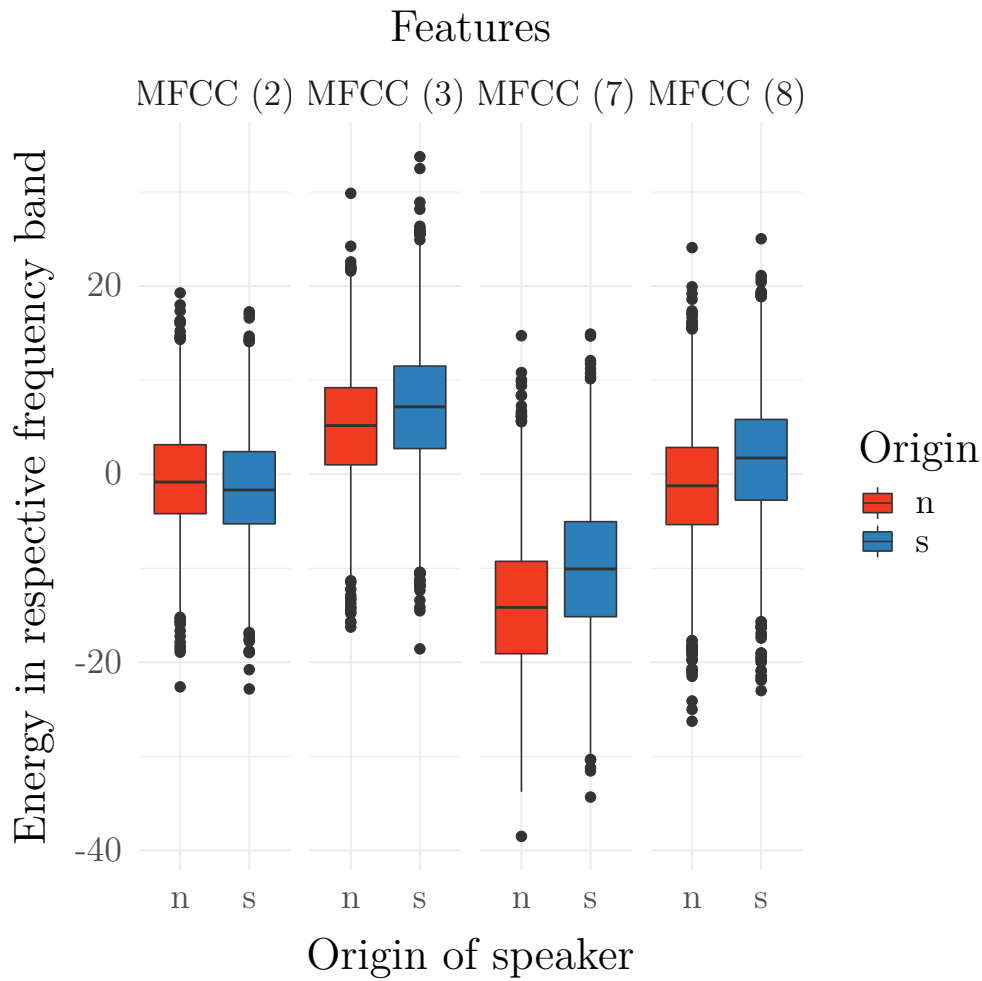 Features
MFCC (2) MFCC (3) MFCC (7) MFCC (8)
Energy in respective frequency band
20
0
-20
-40
n s n s n s n s
Origin of speaker
Origin
n
s